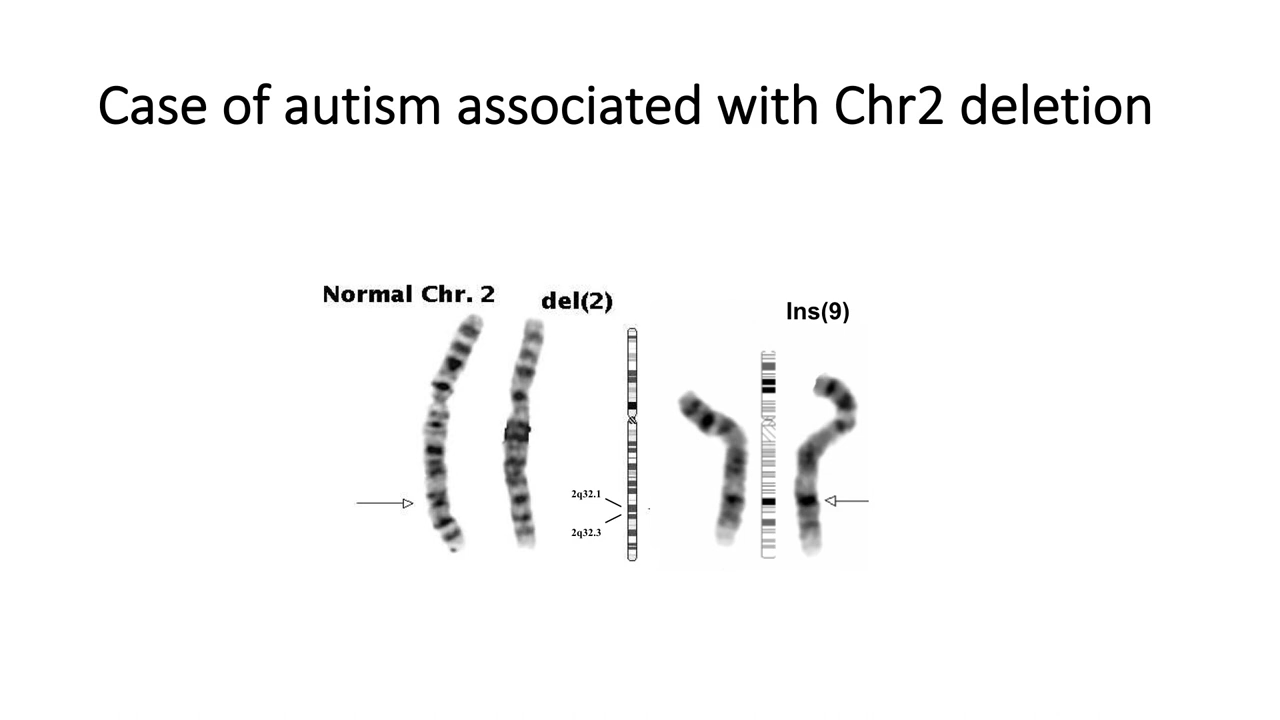 Case of autism associated with Chr2 deletion
Normal Chr. 2
del(2)
Ins(9)
2q32.1
2q32.3